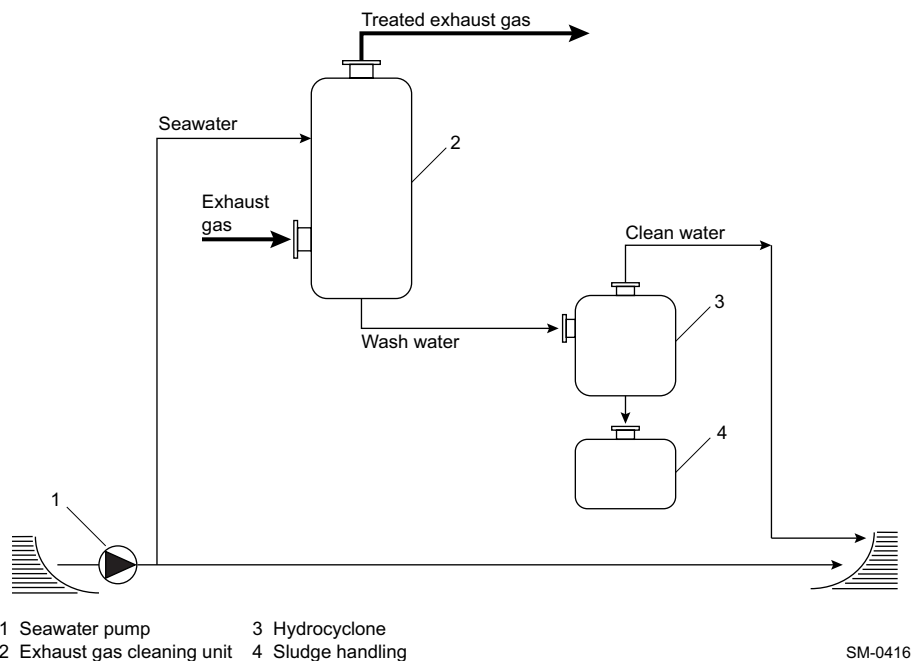 Treated exhaust gas
Seawater
2
Exhaust
gas
Clean water
3
Wash water
4
1
1 Seawater pump
2 Exhaust gas cleaning unit
3 Hydrocyclone
4 Sludge handling
SM-0416